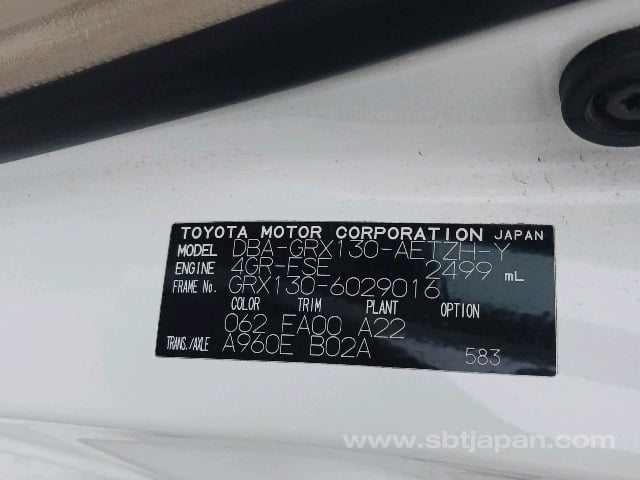 TOYOTA MOTOR CORPORATION JAPAN
MODEL DBA-GRX130-AETZH-Y
ENGINE 4GR-FSE 2499 mL
FRAME No. GRX130-6029016
COLOR TRIM PLANT OPTION
062 FA00 A22
TRANS./AXLE A960E B02A
583
www.sbtjapan.com